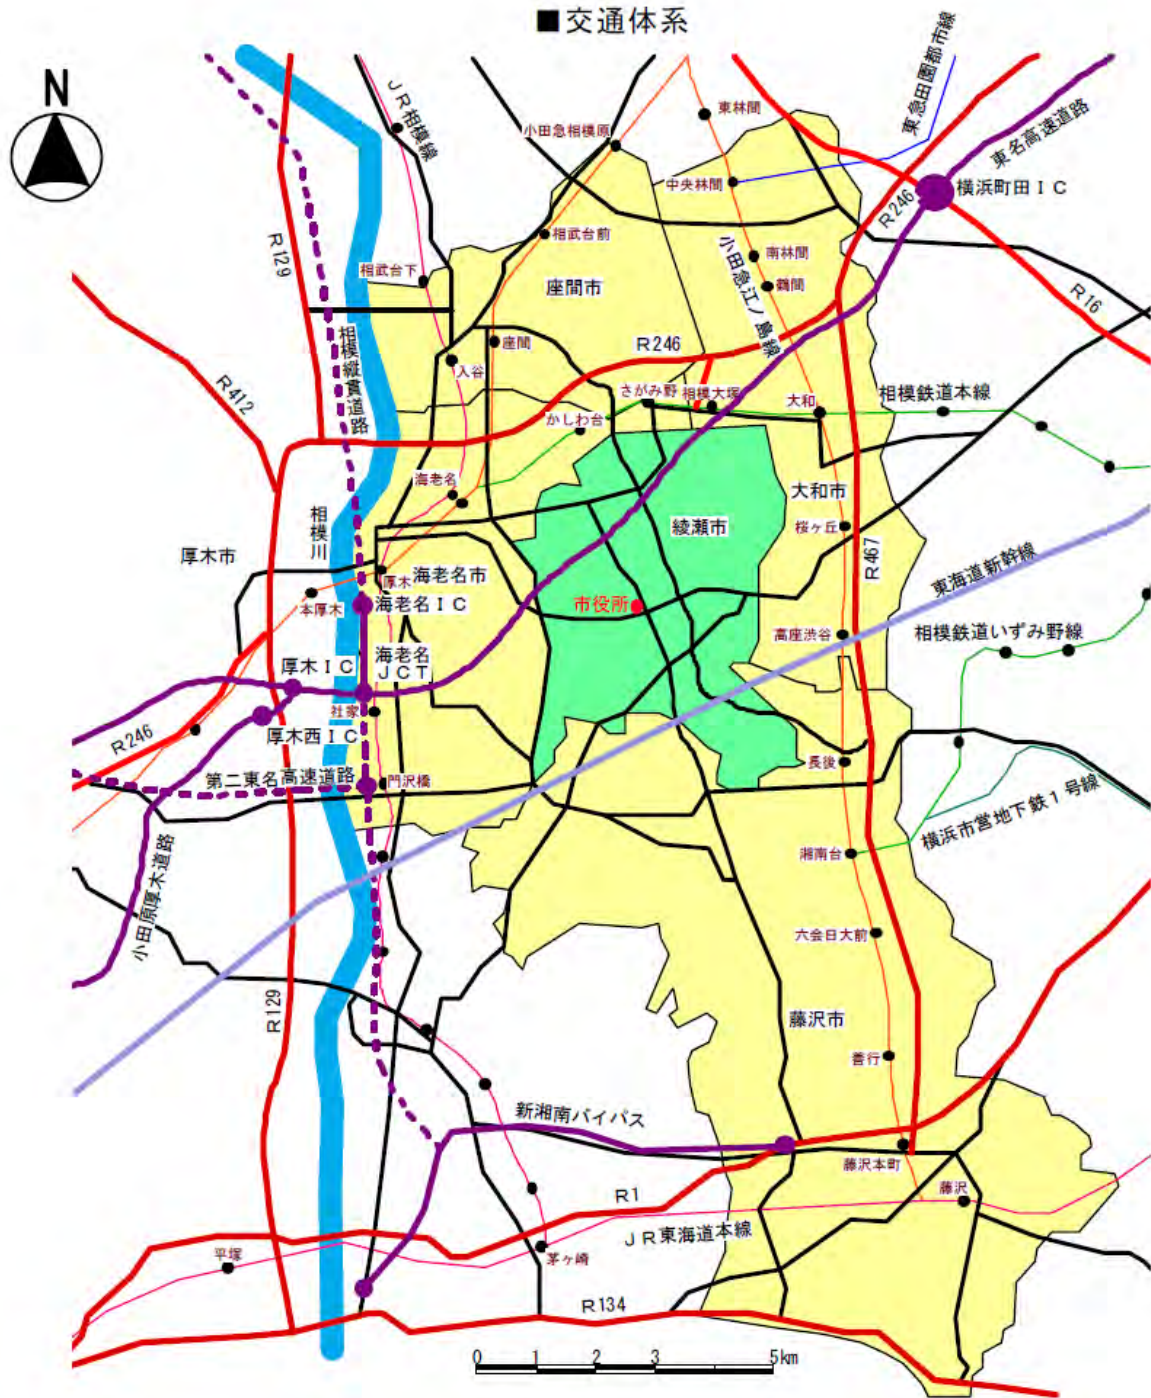 ■交通体系
N
東急田園都市線
JR相模線
東林間
小田急相模原
東名高速道路
中央林間
横浜町田IC
R246
R129
相武台前
小田急江ノ島線
南林間
相武台下
座間市
鶴間
R16
相模縦貫道路
座間
R246
入谷
R412
さがみ野
相模大塚
大和
相模鉄道本線
かしわ台
海老名
大和市
相模川
綾瀬市
桜ヶ丘
厚木市
R467
東海道新幹線
厚木
海老名市
本厚木
海老名IC
市役所
高座渋谷
相模鉄道いずみ野線
厚木IC
海老名
JCT
社家
R246
厚木西IC
長後
第二東名高速道路
門沢橋
横浜市営地下鉄1号線
湘南台
小田原厚木道路
六会日大前
R129
藤沢市
善行
新湘南バイパス
藤沢本町
R1
藤沢
JR東海道本線
平塚
茅ヶ崎
R134
0 1 2 3 5km